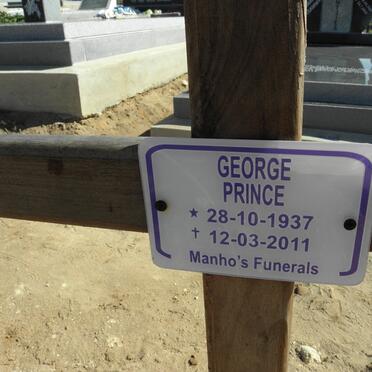 GEORGE
PRINCE
★ 28-10-1937
✝ 12-03-2011
Manho's Funerals